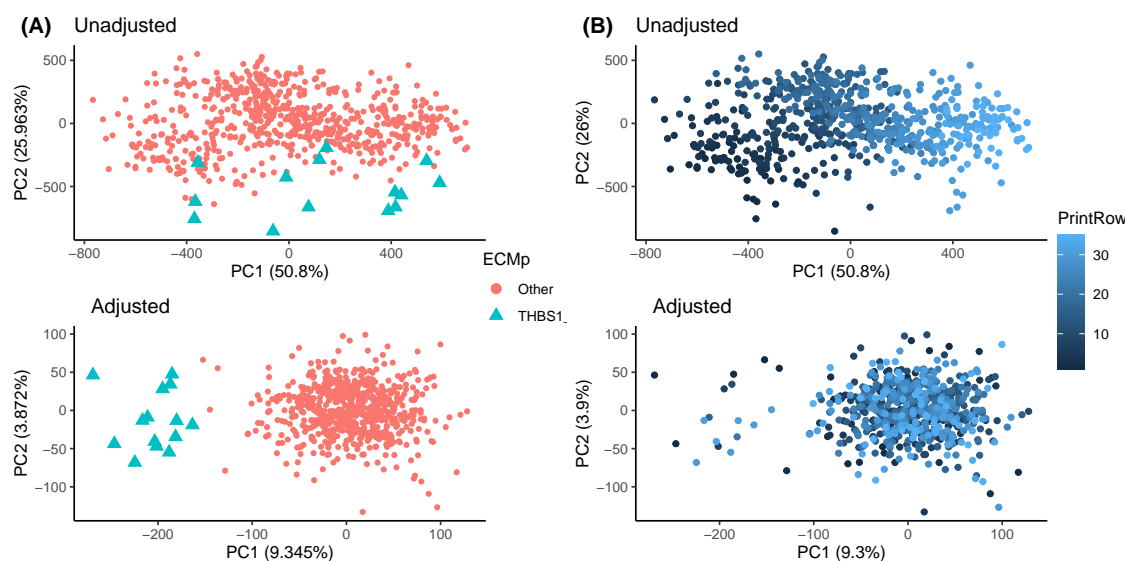 (A) Unadjusted
500
0
−500
PC2 (25.963%)
−800
−400
0
400
PC1 (50.8%)
ECMp
Other
THBS1_
Adjusted
100
50
0
−50
−100
PC2 (3.872%)
−200
−100
0
100
PC1 (9.345%)
(B) Unadjusted
500
0
−500
PC2 (26%)
−800
−400
0
400
PC1 (50.8%)
PrintRow
30
20
10
Adjusted
100
50
0
−50
−100
PC2 (3.9%)
−200
−100
0
100
PC1 (9.3%)